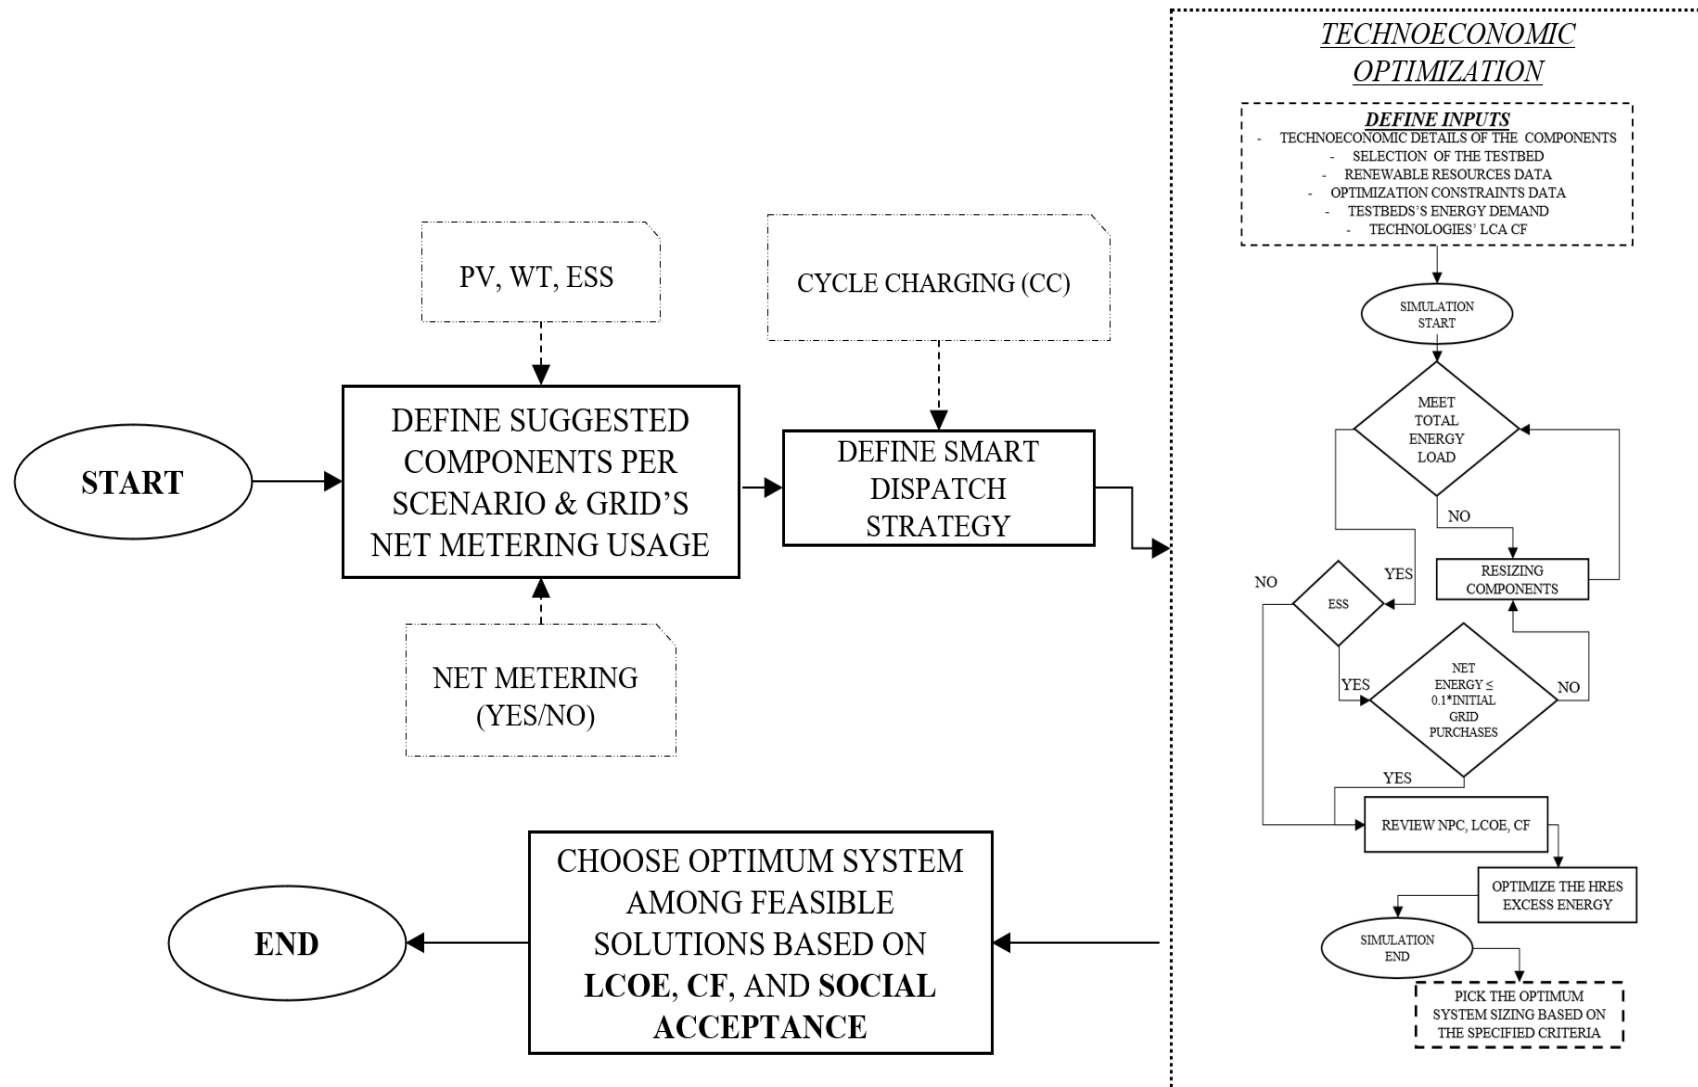 START
PV, WT, ESS
DEFINE SUGGESTED
COMPONENTS PER
SCENARIO & GRID’S
NET METERING USAGE
NET METERING
(YES/NO)
CYCLE CHARGING (CC)
DEFINE SMART
DISPATCH
STRATEGY
TECHNOECONOMIC
OPTIMIZATION
DEFINE INPUTS
- TECHNOECONOMIC DETAILS OF THE COMPONENTS
- SELECTION OF THE TESTBED
- RENEWABLE RESOURCES DATA
- OPTIMIZATION CONSTRAINTS DATA
- TESTBEDS’S ENERGY DEMAND
- TECHNOLOGIES’ LCA CF
SIMULATION
START
MEET
TOTAL
ENERGY
LOAD
NO
YES
RESIZING
COMPONENTS
NO
ESS
YES
NET
ENERGY ≤
0.1*INITIAL
GRID
PURCHASES
NO
YES
REVIEW NPC, LCOE, CF
OPTIMIZE THE HRES
EXCESS ENERGY
SIMULATION
END
PICK THE OPTIMUM
SYSTEM SIZING BASED ON
THE SPECIFIED CRITERIA
CHOOSE OPTIMUM SYSTEM
AMONG FEASIBLE
SOLUTIONS BASED ON
LCOE, CF, AND SOCIAL
ACCEPTANCE
END